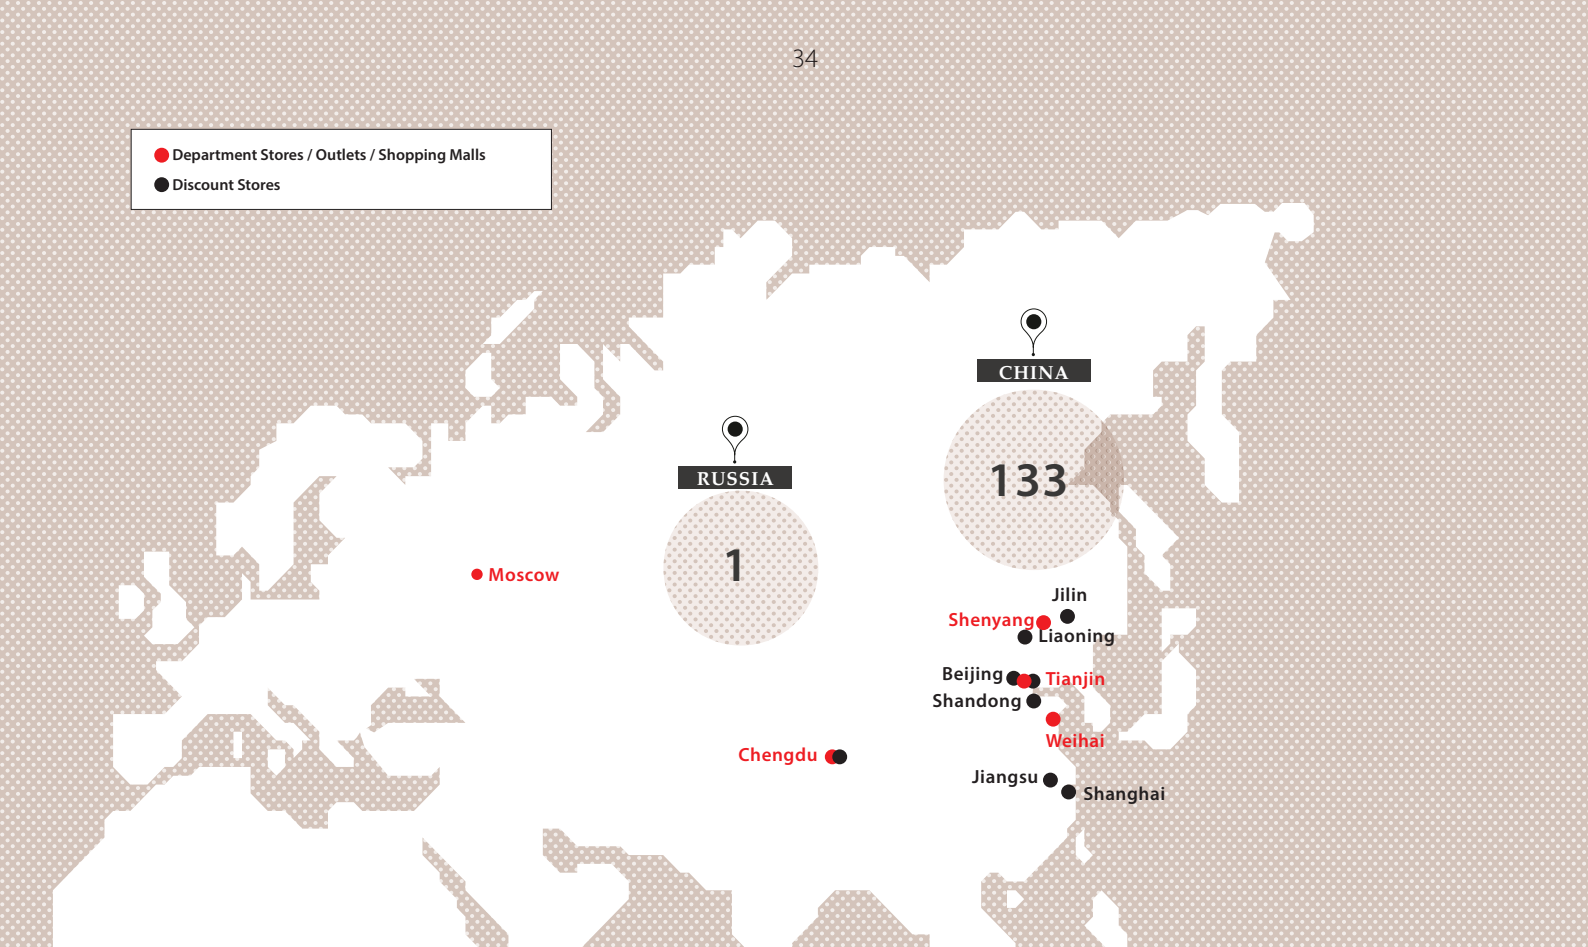 34
Department Stores / Outlets / Shopping Malls
Discount Stores
CHINA
133
RUSSIA
1
Moscow
Jilin
Shenyang
Liaoning
Beijing
Tianjin
Shandong
Weihai
Chengdu
Jiangsu
Shanghai